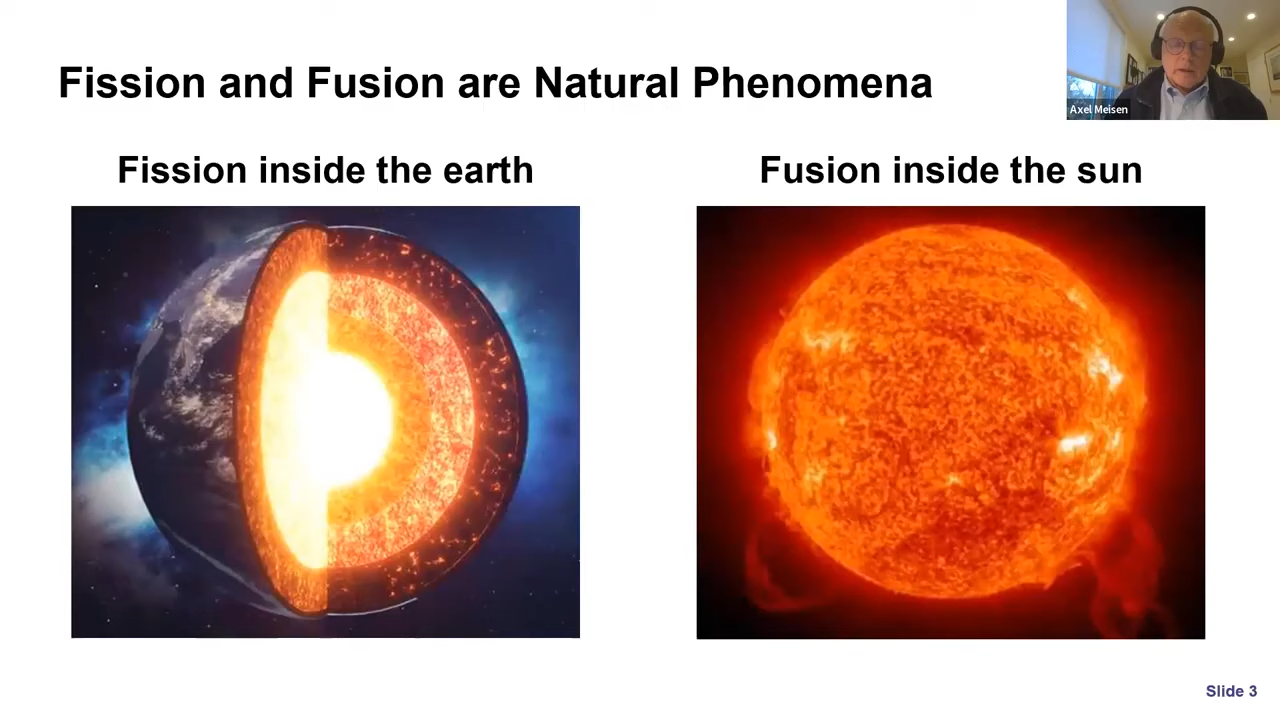 Fission and Fusion are Natural Phenomena
Axel Meisen
Fission inside the earth
Fusion inside the sun
Slide 3